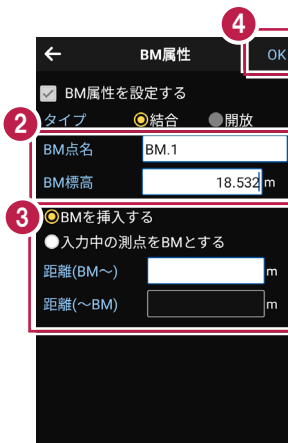 4
← BM属性 OK
BM属性を設定する
タイプ 結合 開放
2
BM点名 BM.1
BM標高 18.532 m
3
BMを挿入する
入力中の測点をBMとする
距離(BM〜) m
距離(〜BM) m